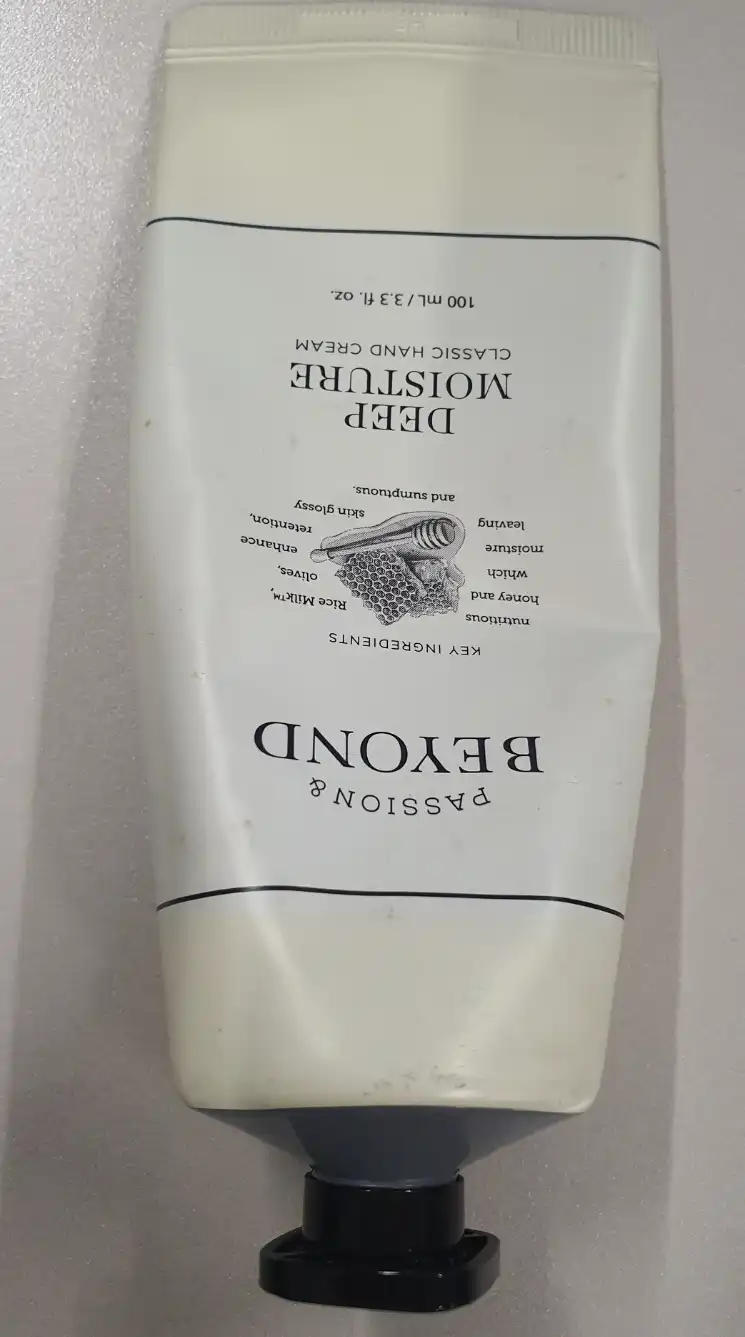 PASSION &
BEYOND
KEY INGREDIENTS
nutritious Rice Milk™,
honey and olives,
which enhance
moisture retention,
leaving skin glossy
and sumptuous.
DEEP
MOISTURE
CLASSIC HAND CREAM
100 mL / 3.3 fl. oz.